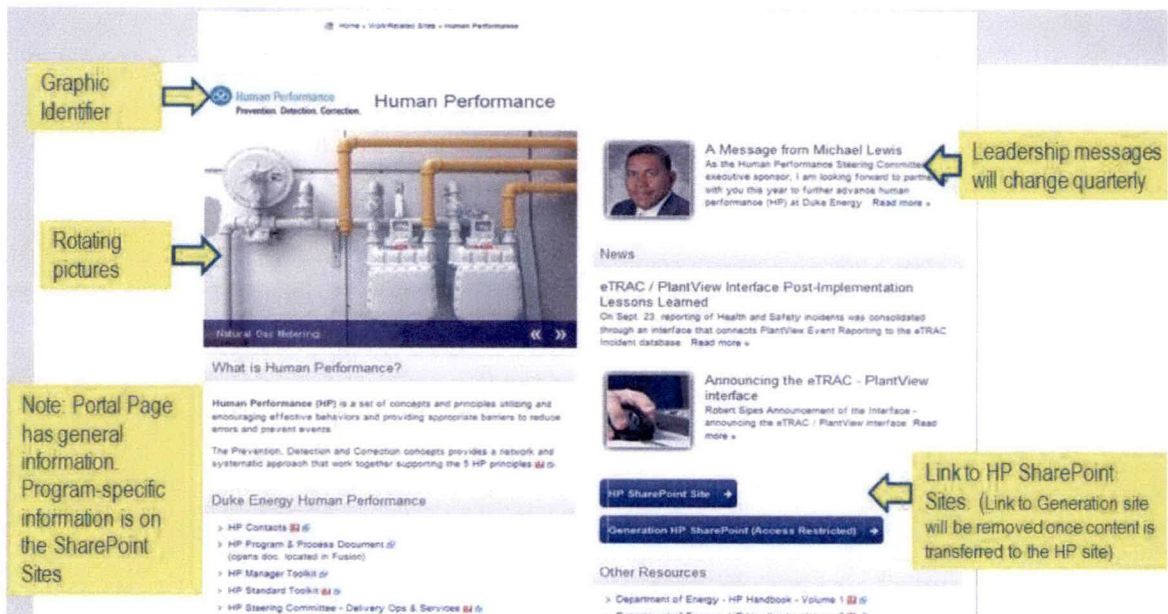 Home » Work Related Sites » Human Performance
Graphic
Identifier
Human Performance
Prevention. Detection. Correction.
Human Performance
Rotating
pictures
Natural Gas Metering
« »
What is Human Performance?
Human Performance (HP) is a set of concepts and principles utilizing and
encouraging effective behaviors and providing appropriate barriers to reduce
errors and prevent events.
The Prevention, Detection and Correction concepts provides a network and
systematic approach that work together supporting the 5 HP principles
Note: Portal Page
has general
information.
Program-specific
information is on
the SharePoint
Sites
Duke Energy Human Performance
> HP Contacts
> HP Program & Process Document
(opens doc. located in Fusion)
> HP Manager Toolkit
> HP Standard Toolkit
> HP Steering Committee - Delivery Ops & Services
A Message from Michael Lewis
As the Human Performance Steering Committee
executive sponsor, I am looking forward to
with you this year to further advance human
performance (HP) at Duke Energy Read more »
Leadership messages
will change quarterly
News
eTRAC / PlantView Interface Post-Implementation
Lessons Learned
On Sept. 23 reporting of Health and Safety incidents was consolidated
through an interface that connects PlantView Event Reporting to the eTRAC
Incident database. Read more »
Announcing the eTRAC - PlantView
interface
Robert Sipes Announcement of the Interface -
announcing the eTRAC / PlantView interface Read
more »
HP SharePoint Site
Generation HP SharePoint (Access Restricted)
Link to HP SharePoint
Sites. (Link to Generation site
will be removed once content is
transferred to the HP site)
Other Resources
> Department of Energy - HP Handbook - Volume 1